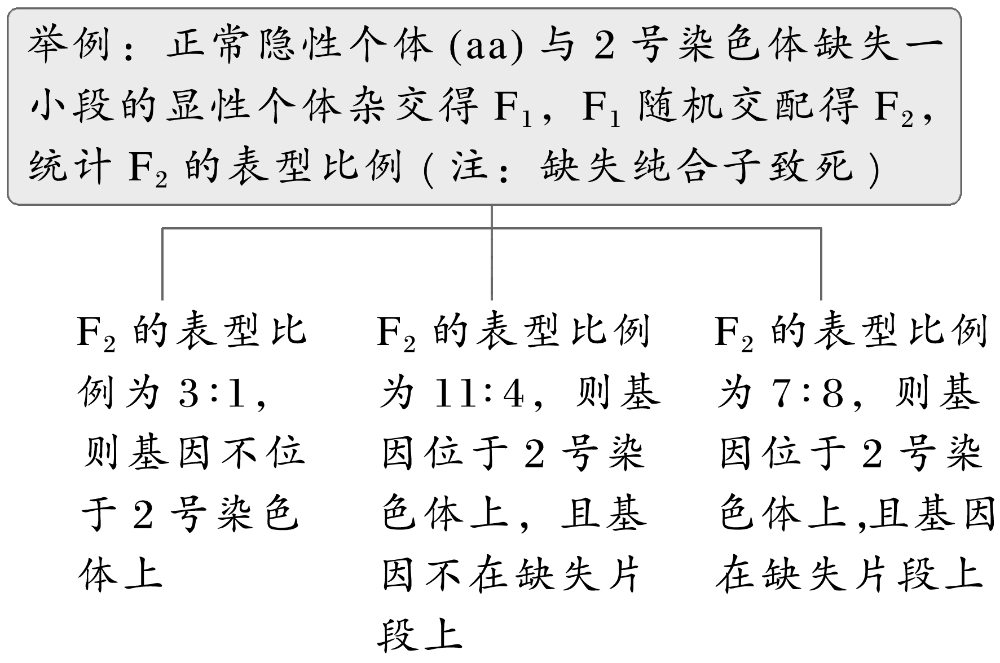 举例：正常隐性个体(aa)与2号染色体缺失一
小段的显性个体杂交得F₁，F₁随机交配得F₂，
统计F₂的表型比例(注：缺失纯合子致死)
F₂的表型比
例为3∶1，
则基因不位
于2号染色
体上
F₂的表型比例
为11∶4，则基
因位于2号染
色体上，且基
因不在缺失片
段上
F₂的表型比例
为7∶8，则基
因位于2号染
色体上,且基因
在缺失片段上